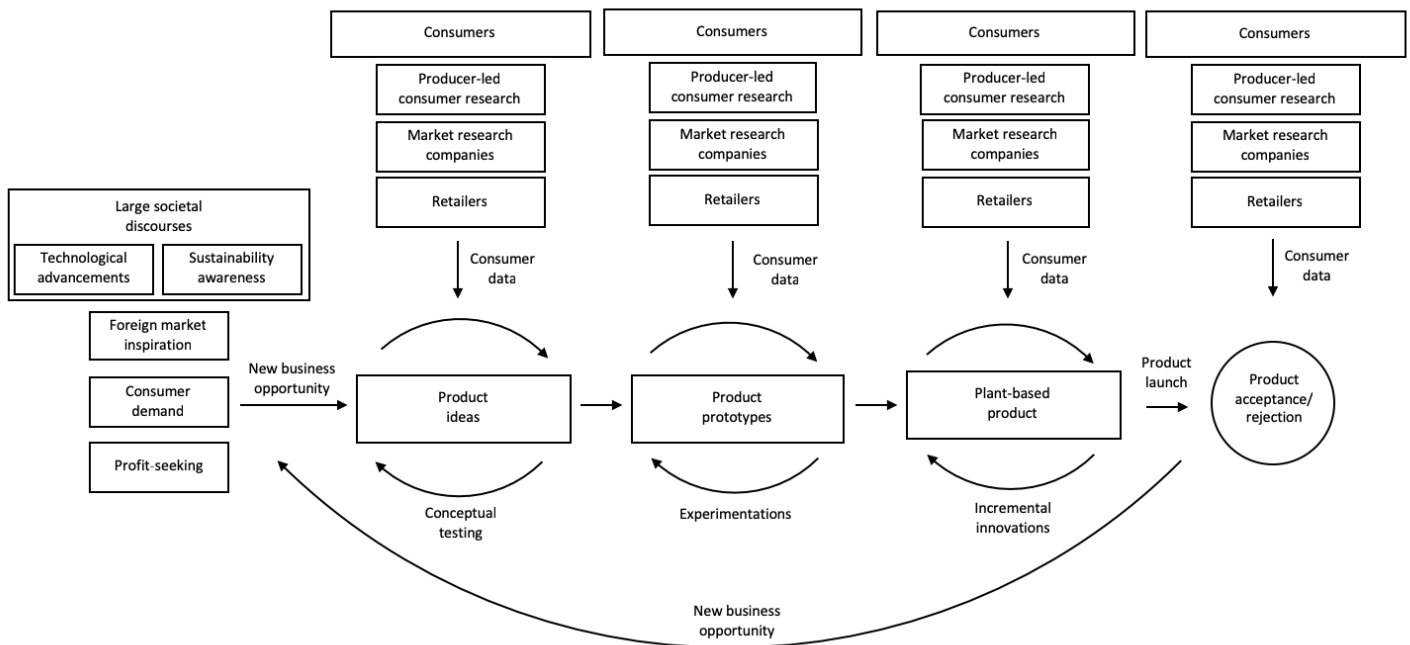 Consumers
Producer-led
consumer research
Market research
companies
Retailers
Consumer
data
Consumers
Producer-led
consumer research
Market research
companies
Retailers
Consumer
data
Consumers
Producer-led
consumer research
Market research
companies
Retailers
Consumer
data
Consumers
Producer-led
consumer research
Market research
companies
Retailers
Consumer
data
Large societal
discourses
Technological
advancements
Sustainability
awareness
Foreign market
inspiration
Consumer
demand
Profit-seeking
New business
opportunity
Product
ideas
Conceptual
testing
Product
prototypes
Experimentations
Plant-based
product
Incremental
innovations
Product
launch
Product
acceptance/
rejection
New business
opportunity